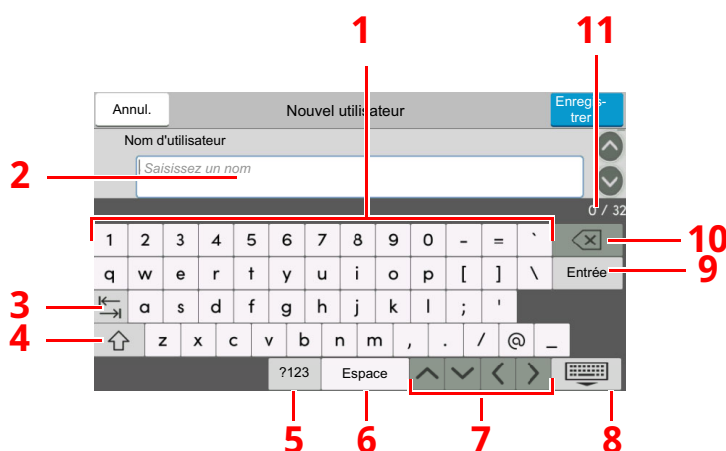 1 11
Annul. Nouvel utilisateur Enregis-
trer
Nom d'utilisateur
2 Saisissez un nom
0 / 32
1 2 3 4 5 6 7 8 9 0 - = ` 10
q w e r t y u i o p [ ] \ Entrée 9
3 a s d f g h j k l ; '
4 z x c v b n m , . / @ _
?123 Espace
5 6 7 8